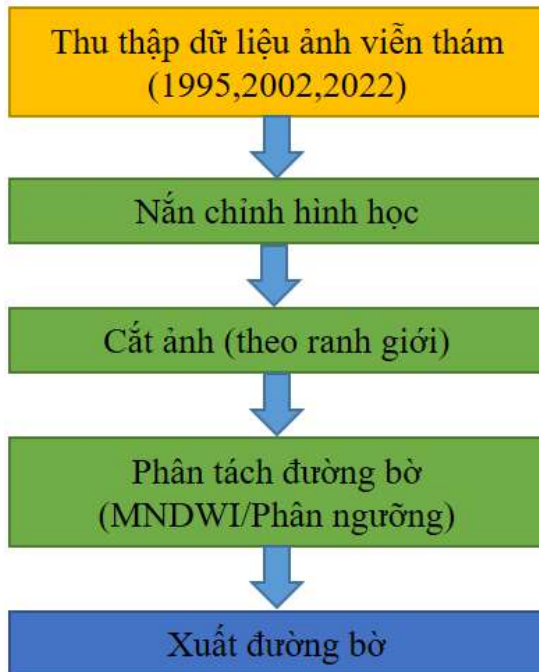 Thu thập dữ liệu ảnh viễn thám
(1995,2002,2022)
Nắn chỉnh hình học
Cắt ảnh (theo ranh giới)
Phân tách đường bờ
(MNDWI/Phân ngưỡng)
Xuất đường bờ